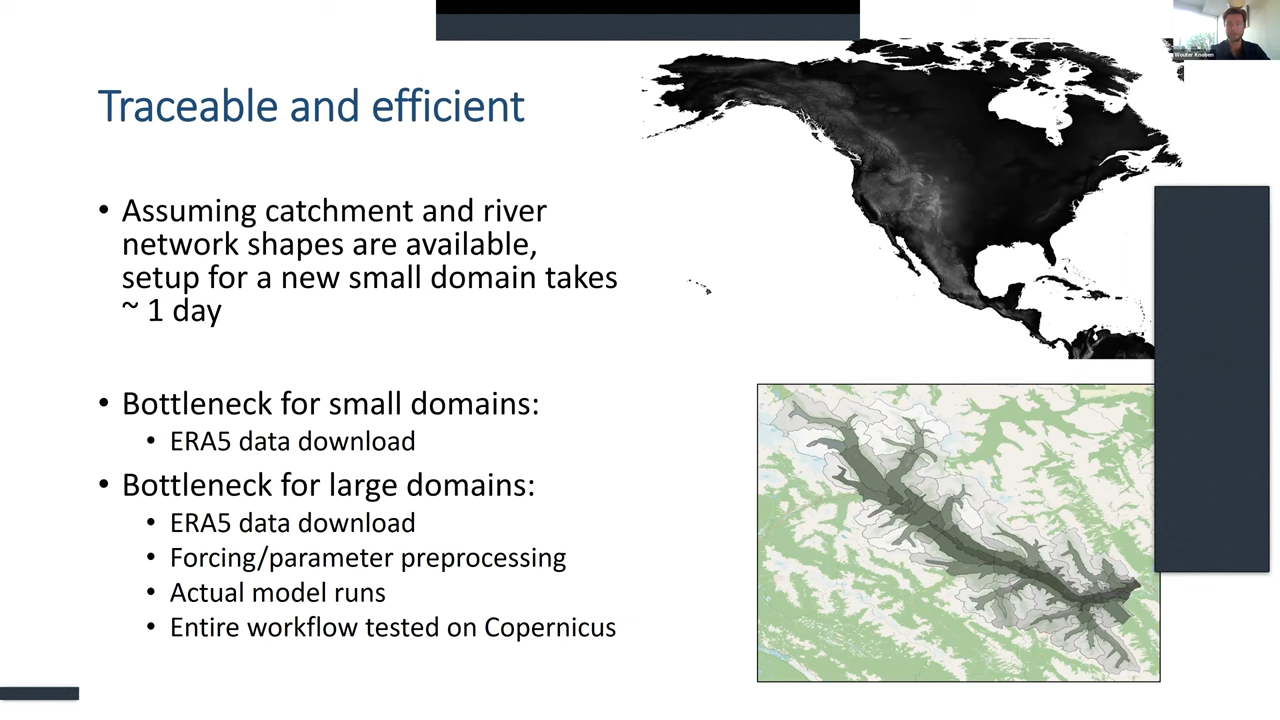 Wouter Knoben
Traceable and efficient
• Assuming catchment and river
network shapes are available,
setup for a new small domain takes
~ 1 day
• Bottleneck for small domains:
• ERA5 data download
• Bottleneck for large domains:
• ERA5 data download
• Forcing/parameter preprocessing
• Actual model runs
• Entire workflow tested on Copernicus